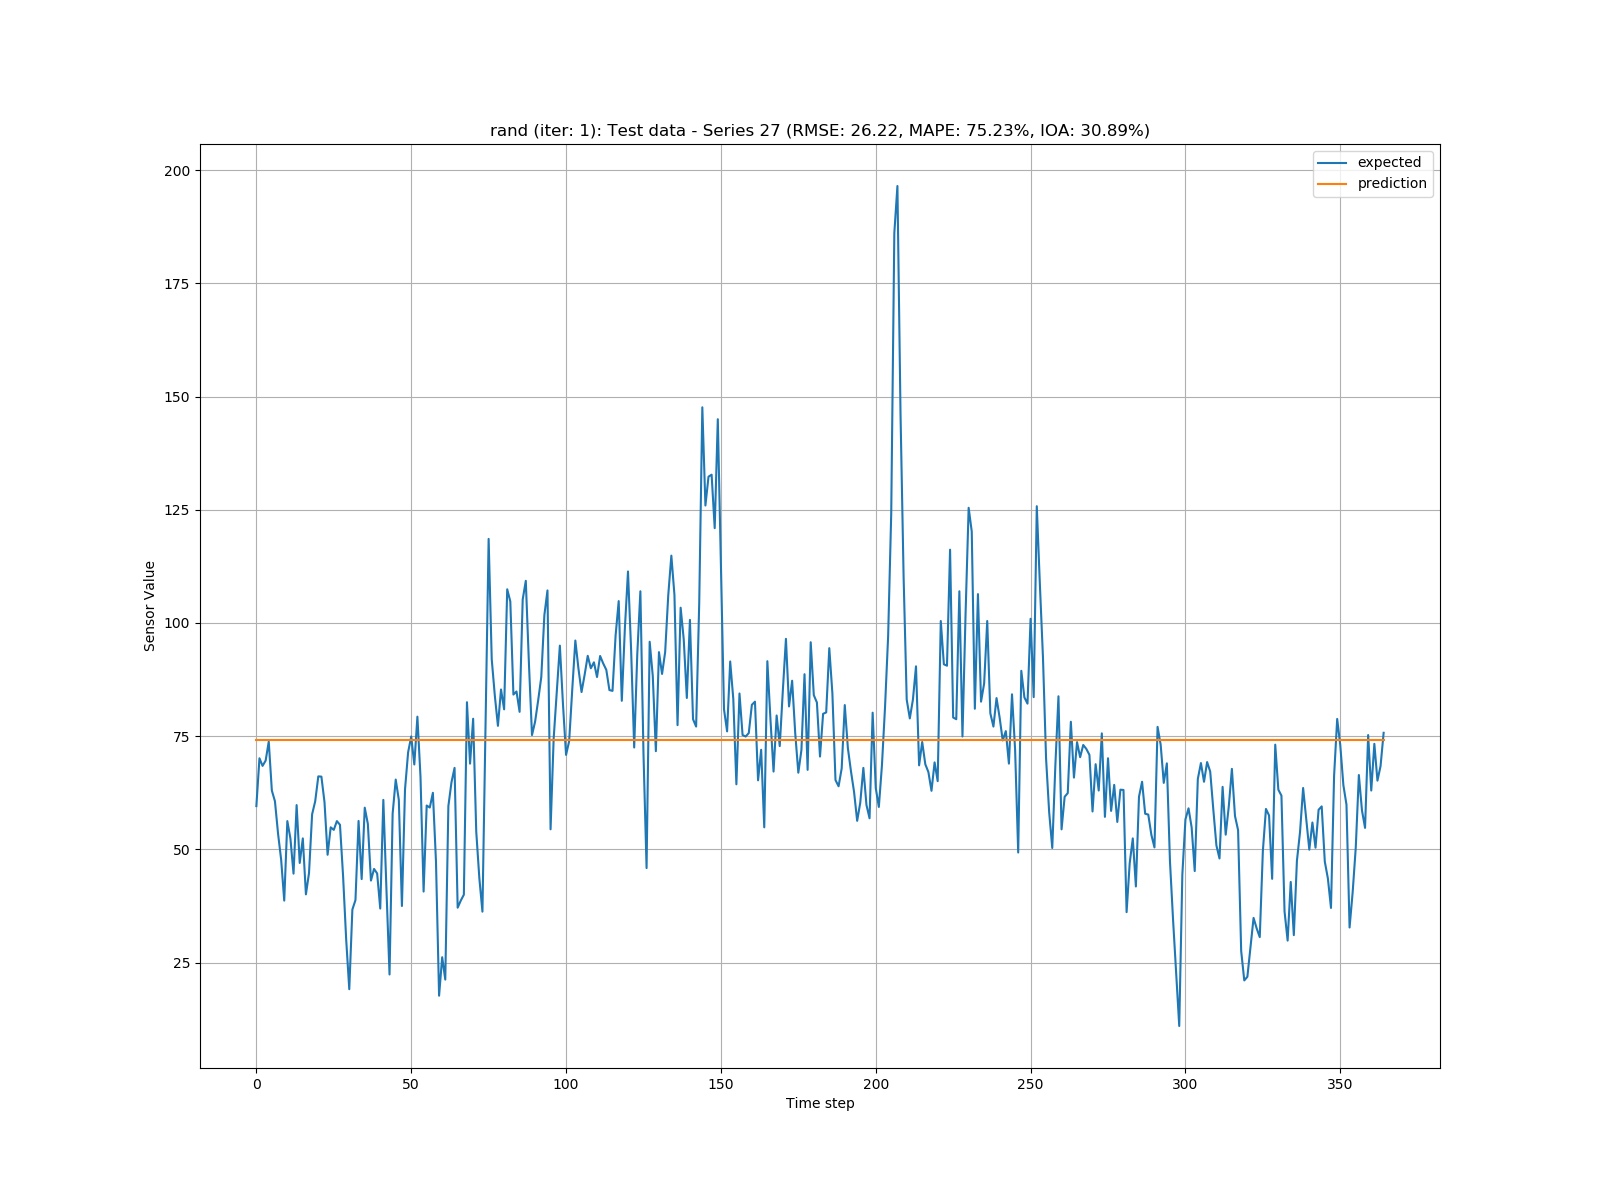 rand (iter: 1): Test data - Series 27 (RMSE: 26.22, MAPE: 75.23%, IOA: 30.89%)
expected
prediction
200
175
150
125
100
75
50
25
Sensor Value
0 50 100 150 200 250 300 350
Time step